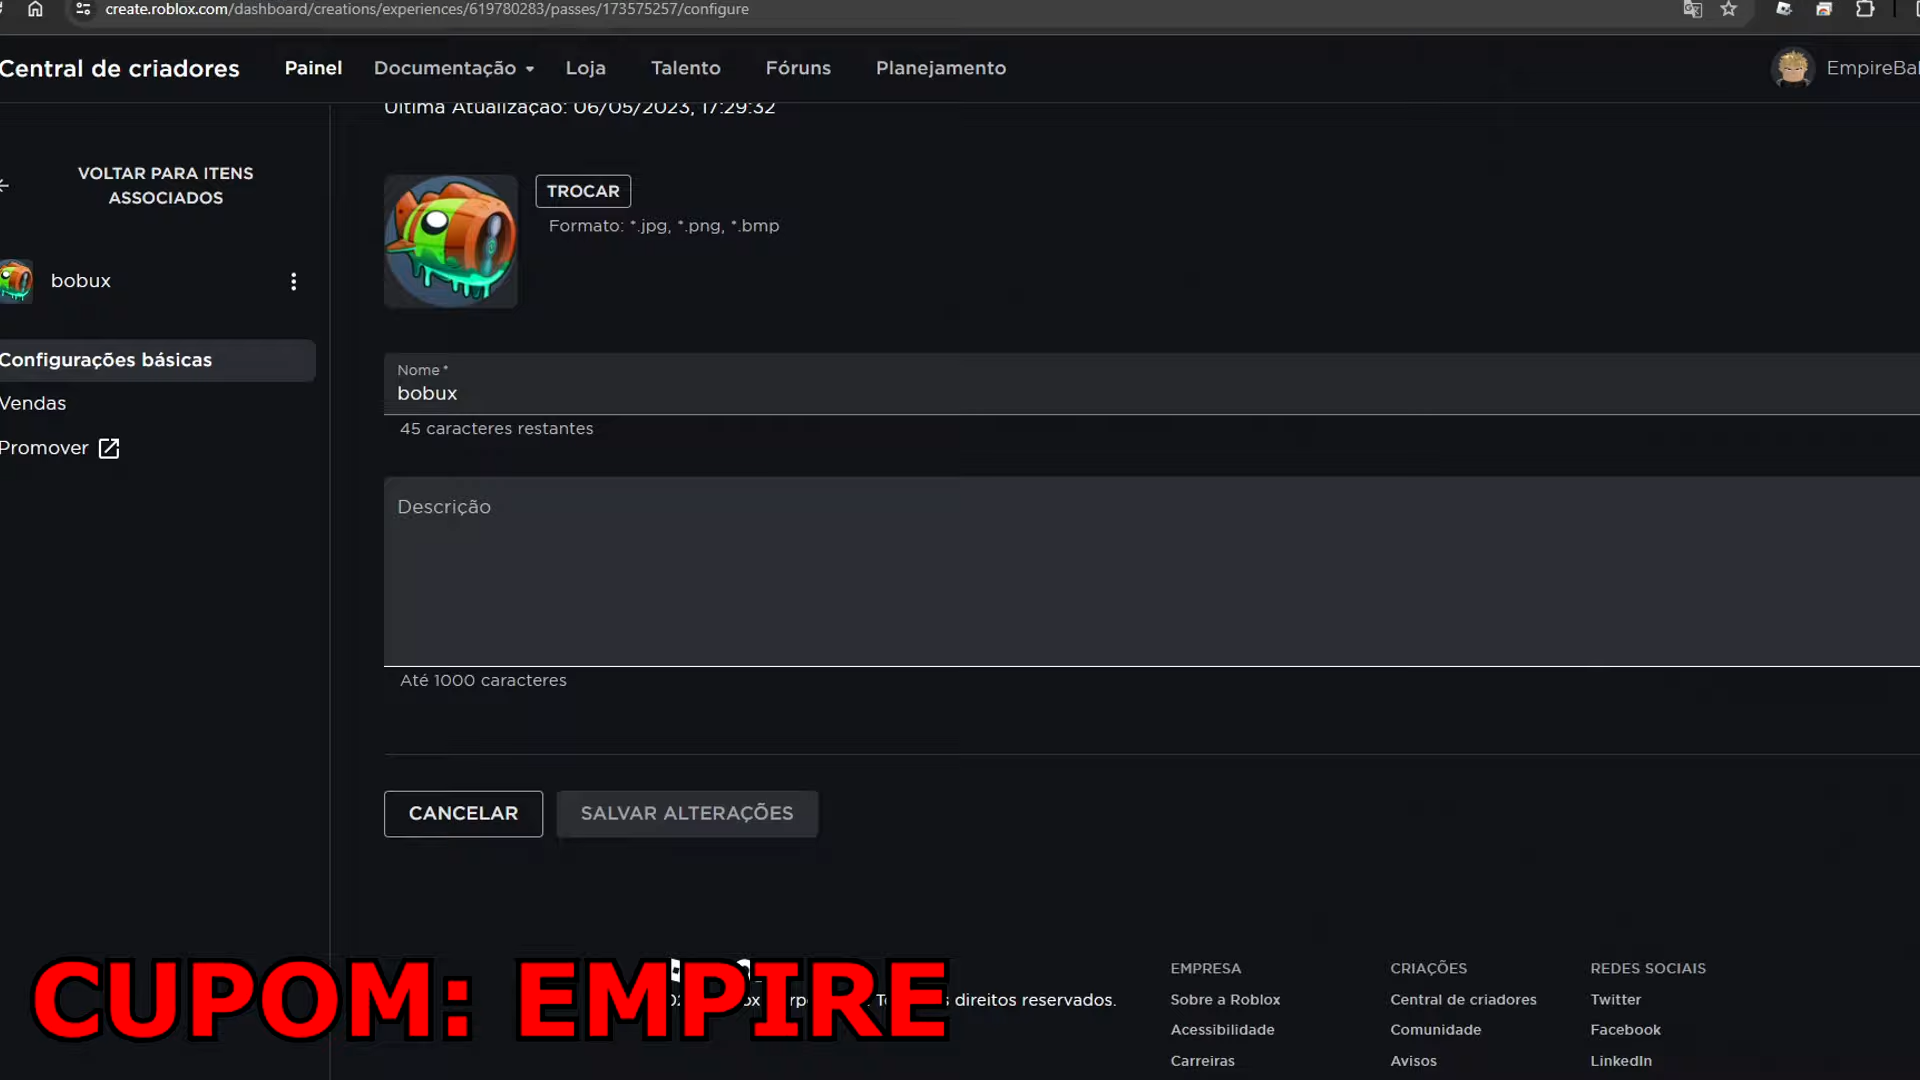 create.roblox.com/dashboard/creations/experiences/619780283/passes/173575257/configure
Central de criadores
Painel
Documentação
Loja
Talento
Fóruns
Planejamento
EmpireBal
Última Atualização: 06/05/2023, 17:29:32
VOLTAR PARA ITENS
ASSOCIADOS
bobux
Configurações básicas
Vendas
Promover
TROCAR
Formato: *.jpg, *.png, *.bmp
Nome *
bobux
45 caracteres restantes
Descrição
Até 1000 caracteres
CANCELAR
SALVAR ALTERAÇÕES
CUPOM: EMPIRE
direitos reservados.
EMPRESA
Sobre a Roblox
Acessibilidade
Carreiras
CRIAÇÕES
Central de criadores
Comunidade
Avisos
REDES SOCIAIS
Twitter
Facebook
LinkedIn